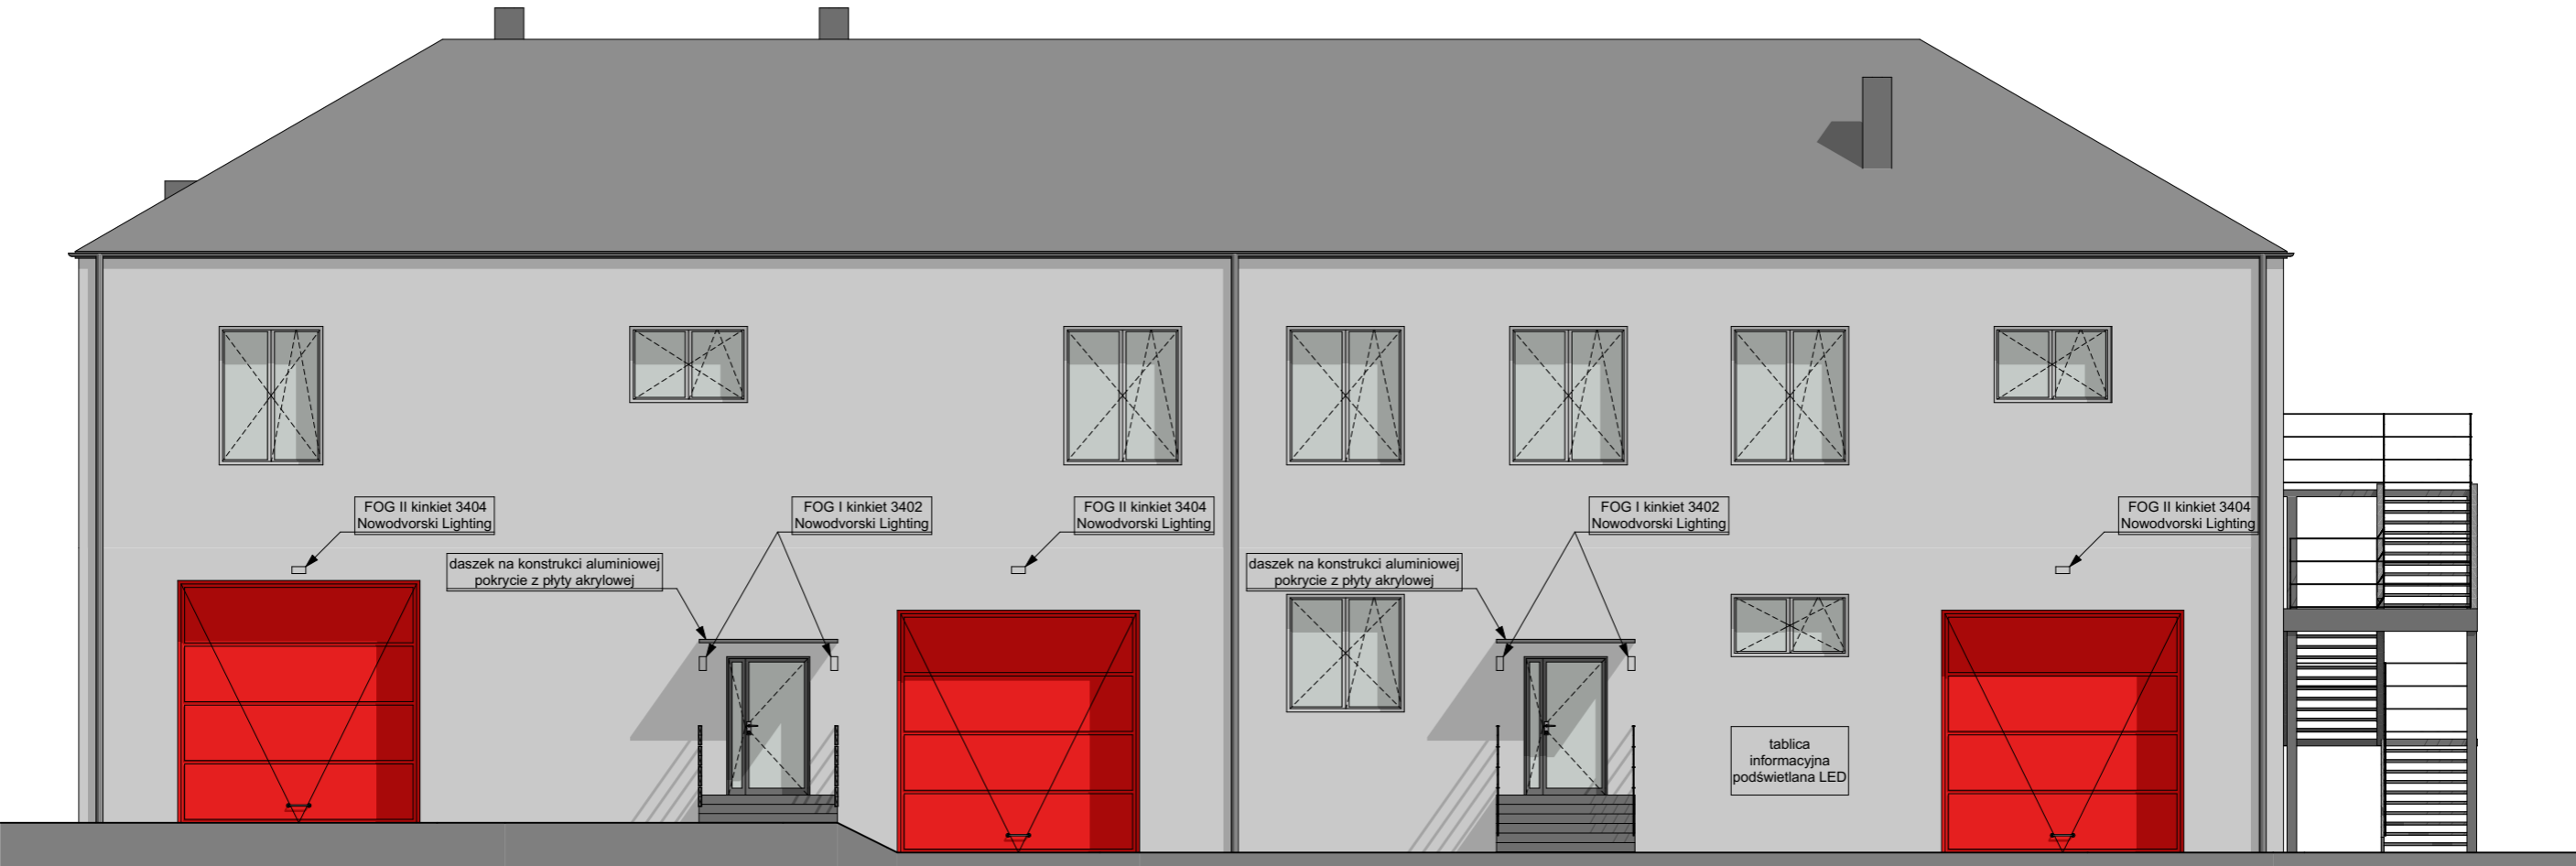 FOG II kinkiet 3404
Nowodvorski Lighting
FOG I kinkiet 3402
Nowodvorski Lighting
FOG II kinkiet 3404
Nowodvorski Lighting
FOG I kinkiet 3402
Nowodvorski Lighting
FOG II kinkiet 3404
Nowodvorski Lighting
daszek na konstrukci aluminiowej
pokrycie z płyty akrylowej
daszek na konstrukci aluminiowej
pokrycie z płyty akrylowej
tablica
informacyjna
podświetlana LED